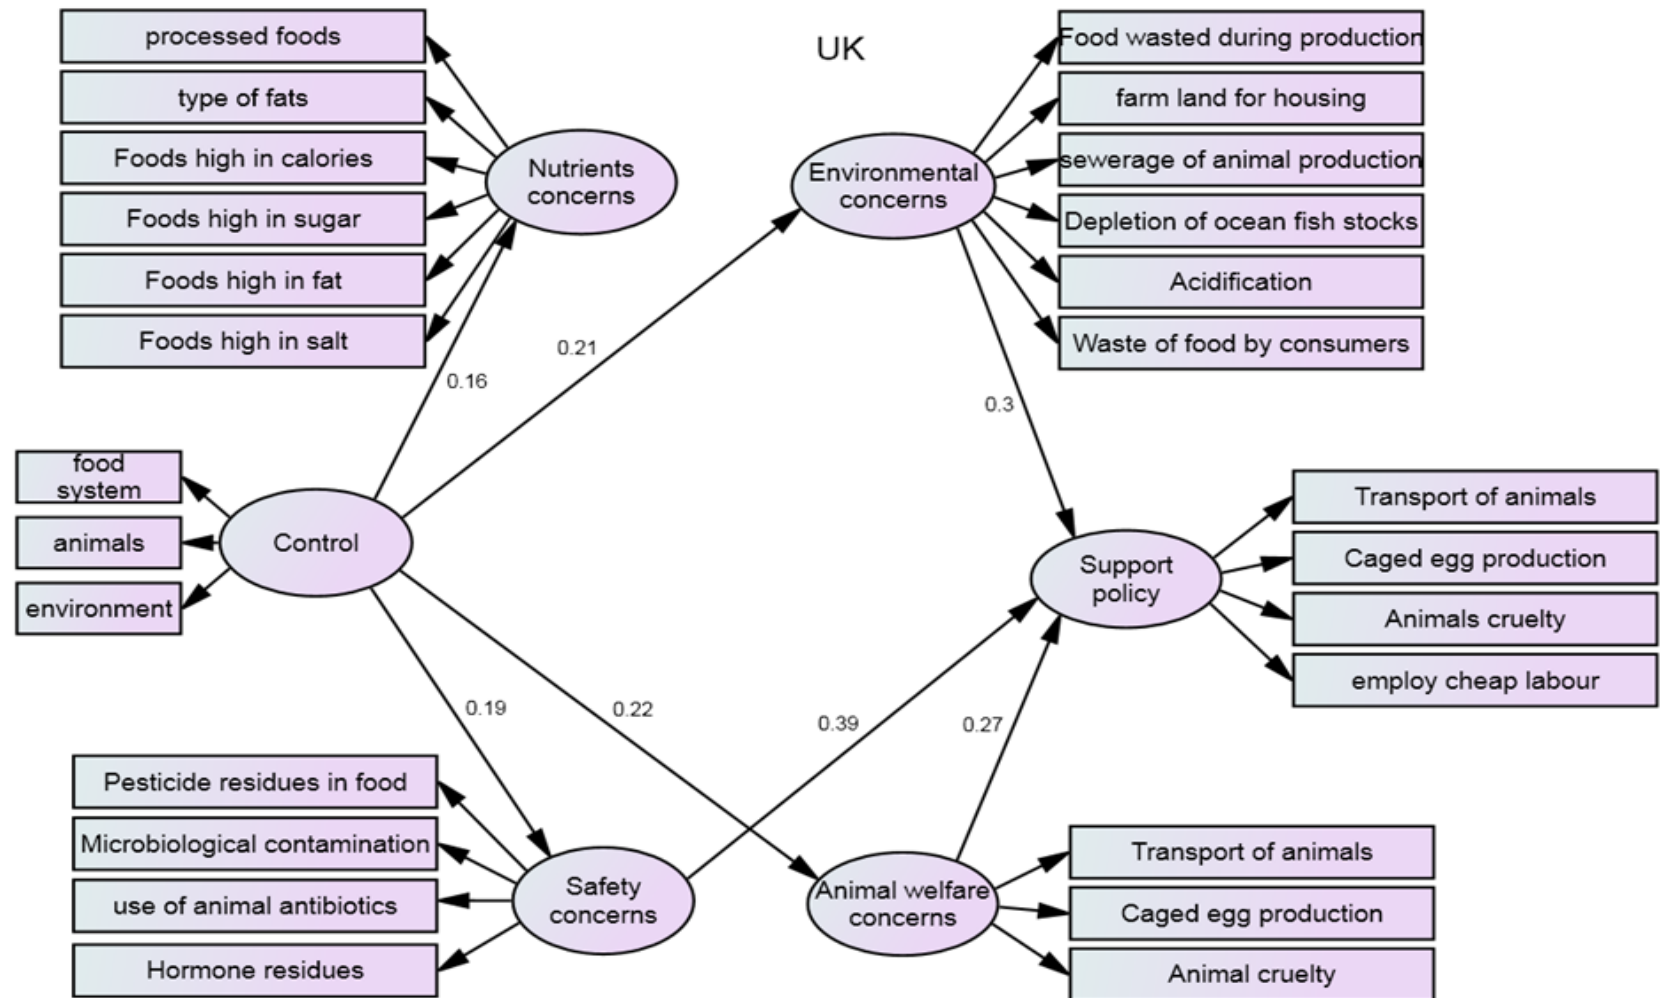 UK
processed foods
type of fats
Foods high in calories
Foods high in sugar
Foods high in fat
Foods high in salt
Nutrients
concerns
Environmental
concerns
Food wasted during production
farm land for housing
sewerage of animal production
Depletion of ocean fish stocks
Acidification
Waste of food by consumers
0.16
0.21
0.3
food
system
animals
environment
Control
Support
policy
Transport of animals
Caged egg production
Animals cruelty
employ cheap labour
0.19
0.22
0.39
0.27
Pesticide residues in food
Microbiological contamination
use of animal antibiotics
Hormone residues
Safety
concerns
Animal welfare
concerns
Transport of animals
Caged egg production
Animal cruelty